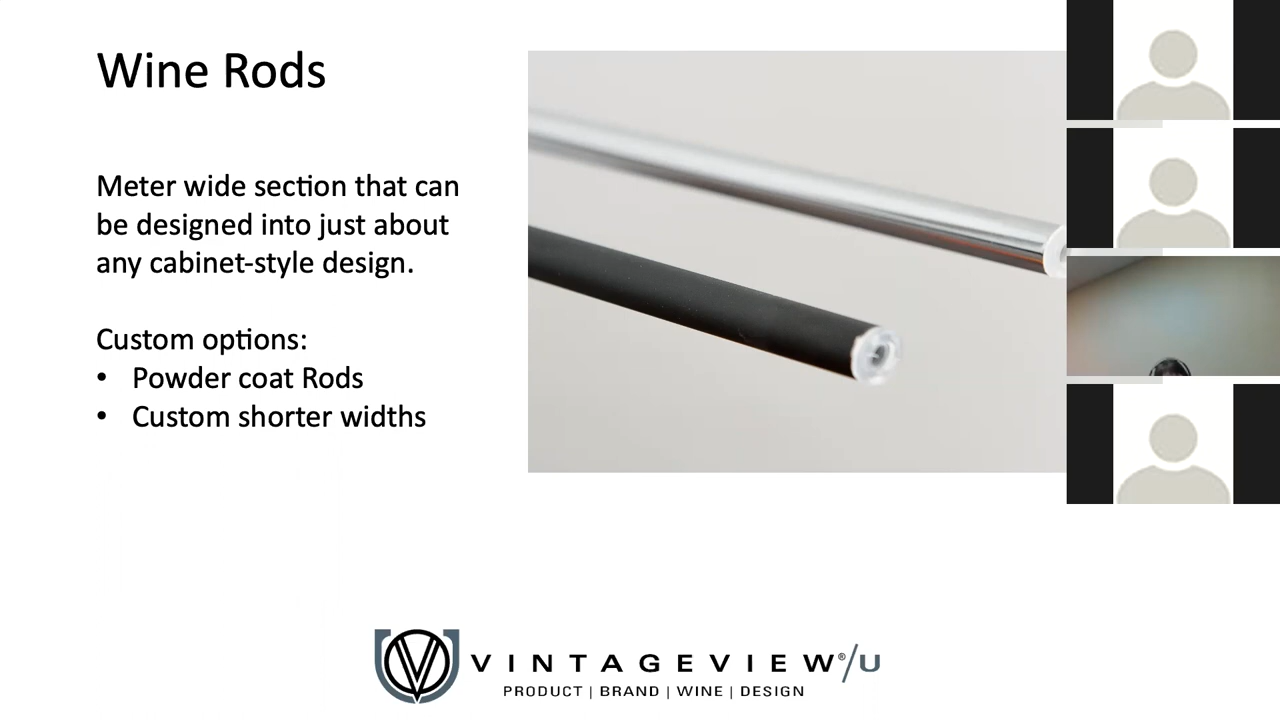 Wine Rods
Meter wide section that can
be designed into just about
any cabinet-style design.
Custom options:
• Powder coat Rods
• Custom shorter widths
VINTAGEVIEW®/U
PRODUCT | BRAND | WINE | DESIGN